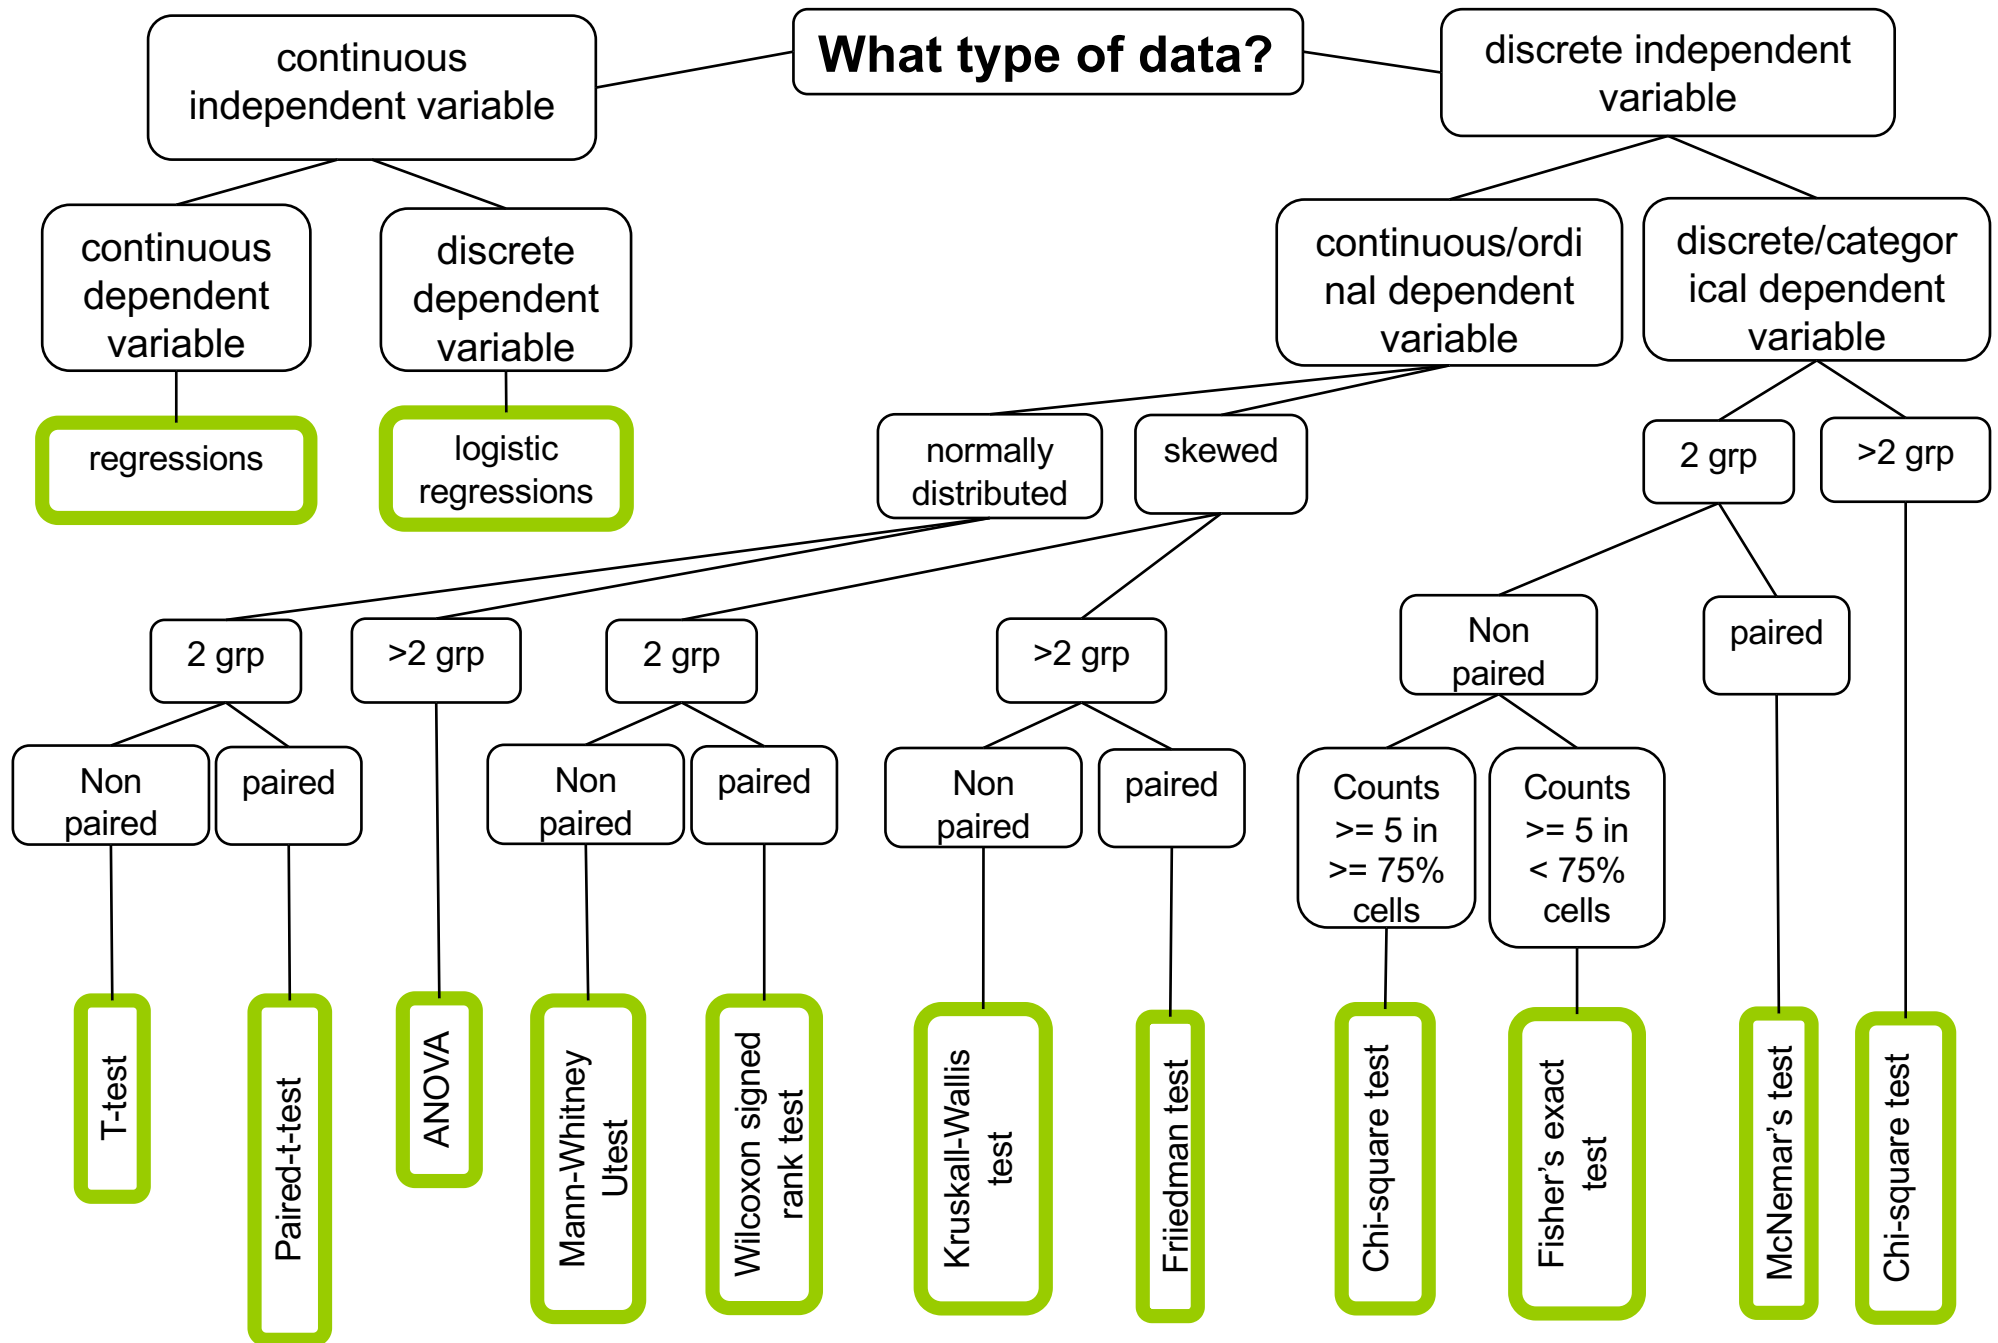 What type of data?
continuous
independent variable
discrete independent
variable
continuous
dependent
variable
discrete
dependent
variable
continuous/ordi
nal dependent
variable
discrete/categor
ical dependent
variable
regressions
logistic
regressions
normally
distributed
skewed
2 grp
>2 grp
2 grp
>2 grp
2 grp
>2 grp
Non
paired
paired
Non
paired
paired
Non
paired
paired
Non
paired
paired
Counts
>= 5 in
>= 75%
cells
Counts
>= 5 in
< 75%
cells
T-test
Paired-t-test
ANOVA
Mann-Whitney
Utest
Wilcoxon signed
rank test
Kruskall-Wallis
test
Friiedman test
Chi-square test
Fisher’s exact
test
McNemar’s test
Chi-square test